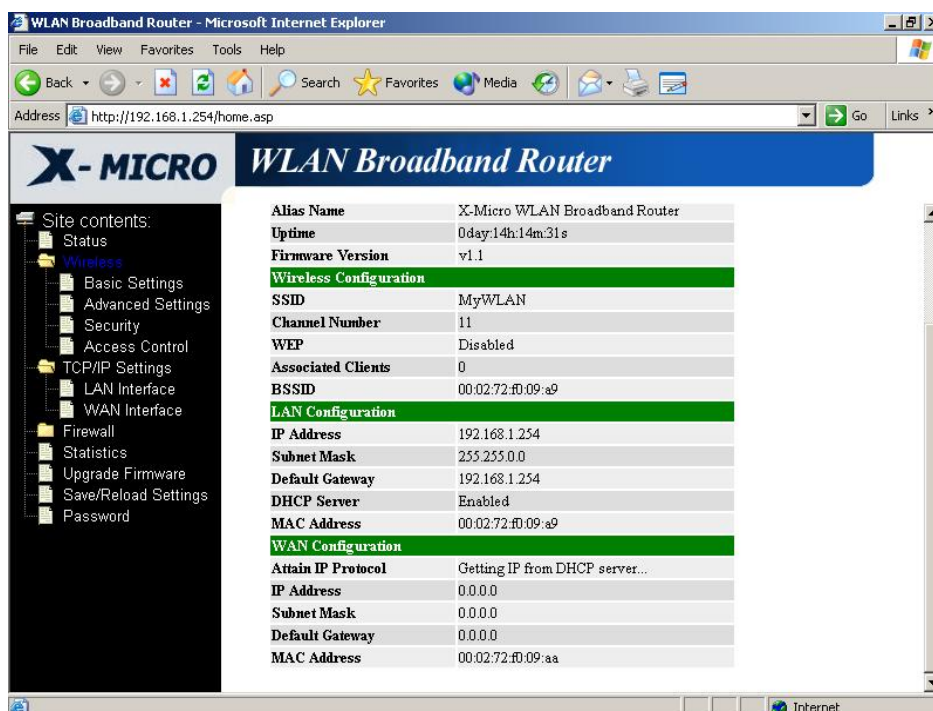 WLAN Broadband Router - Microsoft Internet Explorer
File Edit View Favorites Tools Help
Back Search Favorites Media
Address http://192.168.1.254/home.asp Go Links
X-MICRO WLAN Broadband Router
Site contents:
Status
Wireless
Basic Settings
Advanced Settings
Security
Access Control
TCP/IP Settings
LAN Interface
WAN Interface
Firewall
Statistics
Upgrade Firmware
Save/Reload Settings
Password
Alias Name X-Micro WLAN Broadband Router
Uptime 0day:14h:14m:31s
Firmware Version v1.1
Wireless Configuration
SSID MyWLAN
Channel Number 11
WEP Disabled
Associated Clients 0
BSSID 00:02:72:f0:09:a9
LAN Configuration
IP Address 192.168.1.254
Subnet Mask 255.255.0.0
Default Gateway 192.168.1.254
DHCP Server Enabled
MAC Address 00:02:72:f0:09:a9
WAN Configuration
Attain IP Protocol Getting IP from DHCP server...
IP Address 0.0.0.0
Subnet Mask 0.0.0.0
Default Gateway 0.0.0.0
MAC Address 00:02:72:f0:09:aa
Internet